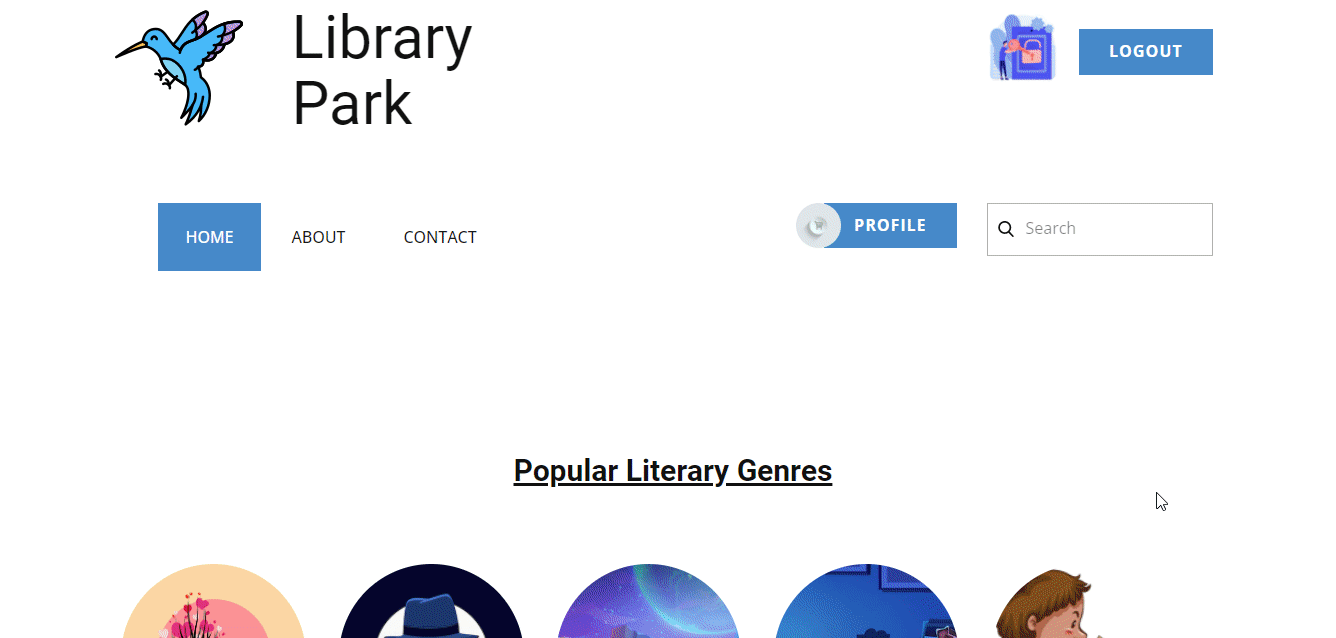 Library
Park
LOGOUT
HOME
ABOUT
CONTACT
PROFILE
Search
Popular Literary Genres